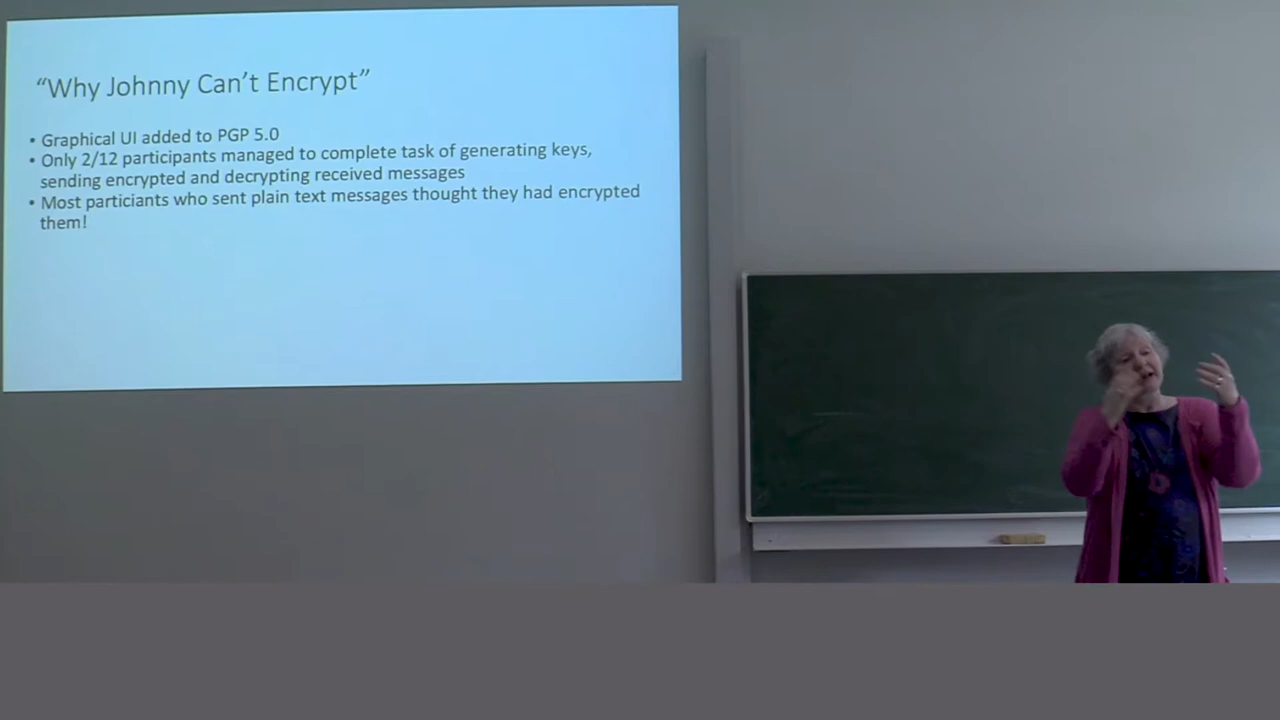 “Why Johnny Can’t Encrypt”
• Graphical UI added to PGP 5.0
• Only 2/12 participants managed to complete task of generating keys,
sending encrypted and decrypting received messages
• Most particiants who sent plain text messages thought they had encrypted
them!